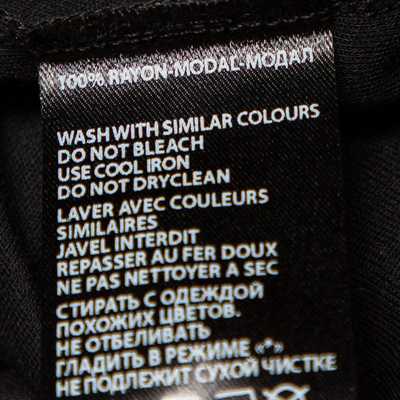 100% RAYON-MODAL-МОДАЛ
WASH WITH SIMILAR COLOURS
DO NOT BLEACH
USE COOL IRON
DO NOT DRYCLEAN
LAVER AVEC COULEURS
SIMILAIRES
JAVEL INTERDIT
REPASSER AU FER DOUX
NE PAS NETTOYER A SEC
СТИРАТЬ С ОДЕЖДОЙ
ПОХОЖИХ ЦВЕТОВ.
НЕ ОТБЕЛИВАТЬ
ГЛАДИТЬ В РЕЖИМЕ «*»
НЕ ПОДЛЕЖИТ СУХОЙ ЧИСТКЕ